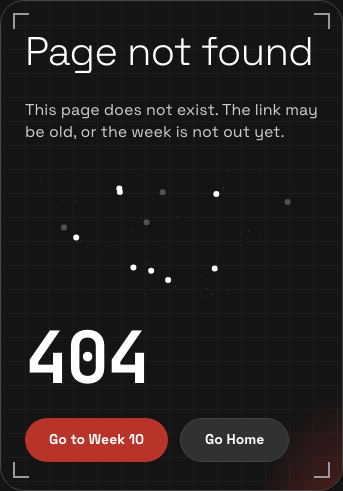 Page not found
This page does not exist. The link may
be old, or the week is not out yet.
404
Go to Week 10
Go Home